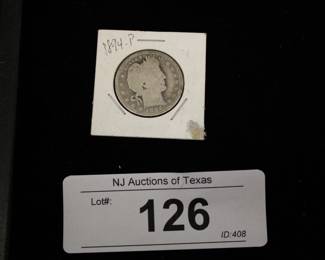 1894.P
NJ Auctions of Texas
Lot#:
126
ID:408